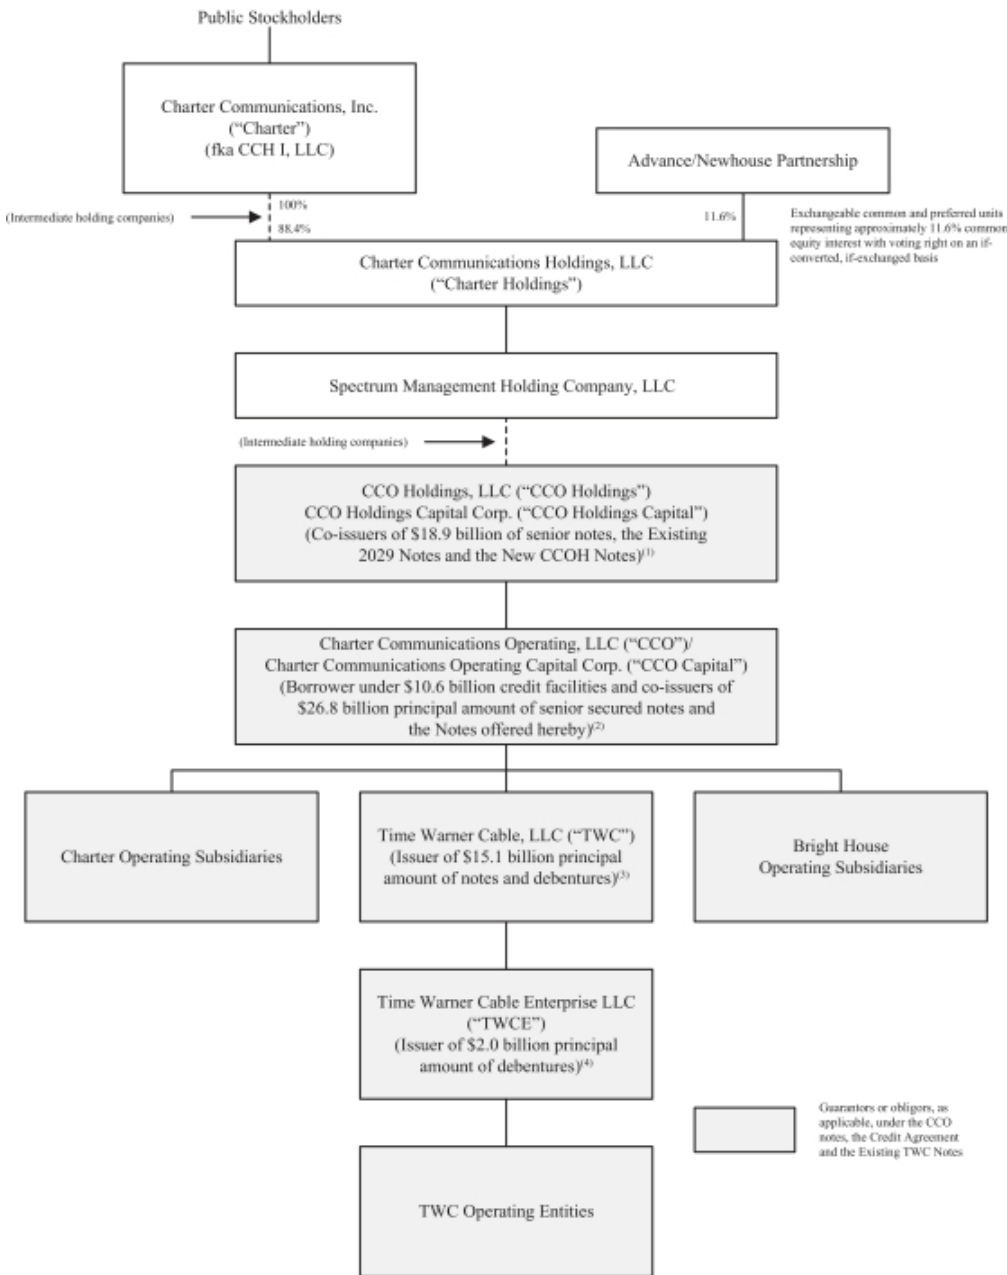 Public Stockholders
Charter Communications, Inc.
(“Charter”)
(fka CCH I, LLC)
Advance/Newhouse Partnership
(Intermediate holding companies)
100%
88.4%
11.6%
Exchangeable common and preferred units
representing approximately 11.6% common
equity interest with voting right on an if-
converted, if-exchanged basis
Charter Communications Holdings, LLC
(“Charter Holdings”)
Spectrum Management Holding Company, LLC
(Intermediate holding companies)
CCO Holdings, LLC (“CCO Holdings”)
CCO Holdings Capital Corp. (“CCO Holdings Capital”)
(Co-issuers of $18.9 billion of senior notes, the Existing
2029 Notes and the New CCOH Notes)(1)
Charter Communications Operating, LLC (“CCO”)/
Charter Communications Operating Capital Corp. (“CCO Capital”)
(Borrower under $10.6 billion credit facilities and co-issuers of
$26.8 billion principal amount of senior secured notes and
the Notes offered hereby)(2)
Charter Operating Subsidiaries
Time Warner Cable, LLC (“TWC”)
(Issuer of $15.1 billion principal
amount of notes and debentures)(3)
Bright House
Operating Subsidiaries
Time Warner Cable Enterprise LLC
(“TWCE”)
(Issuer of $2.0 billion principal
amount of debentures)(4)
Guarantors or obligors, as
applicable, under the CCO
notes, the Credit Agreement
and the Existing TWC Notes
TWC Operating Entities